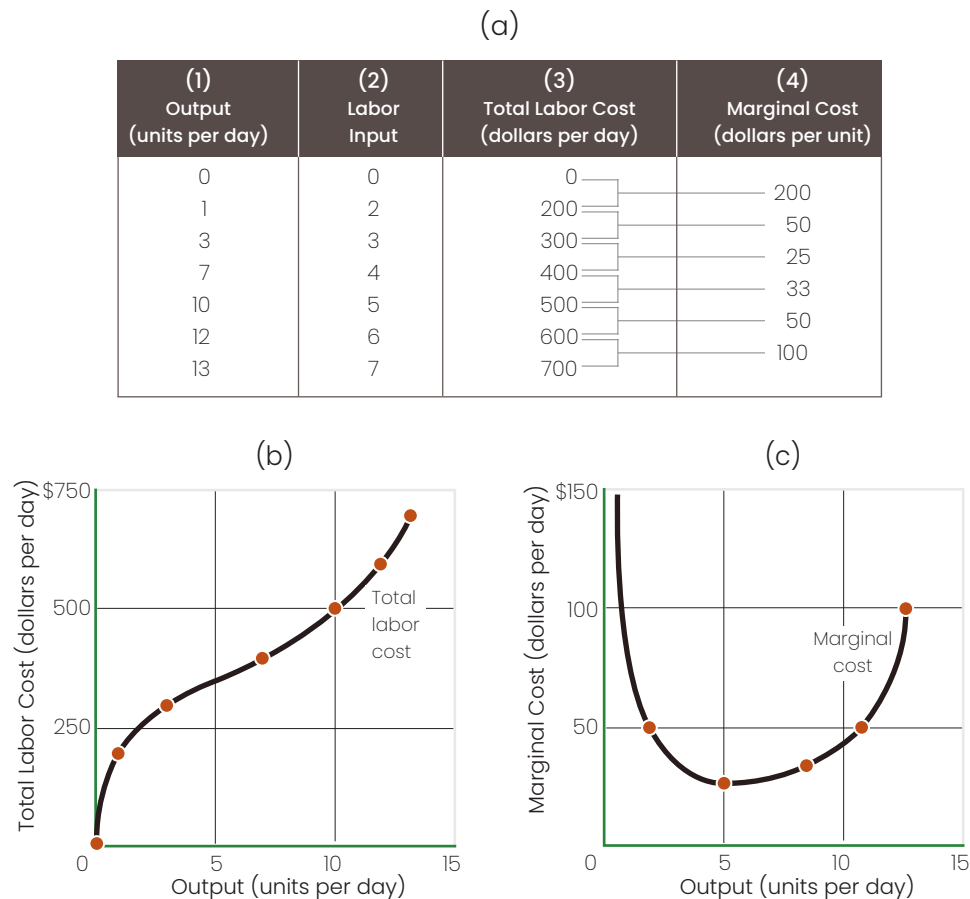 (a)
(1) (2) (3) (4)
Output Labor Total Labor Cost Marginal Cost
(units per day) Input (dollars per day) (dollars per unit)
0 0 0
200
1 2 200
50
3 3 300
25
7 4 400
33
10 5 500
50
12 6 600
100
13 7 700
(b)
Total Labor Cost (dollars per day)
$750
500
250
0 5 10 15
Total
labor
cost
Output (units per day)
(c)
Marginal Cost (dollars per day)
$150
100
50
0 5 10 15
Marginal
cost
Output (units per day)